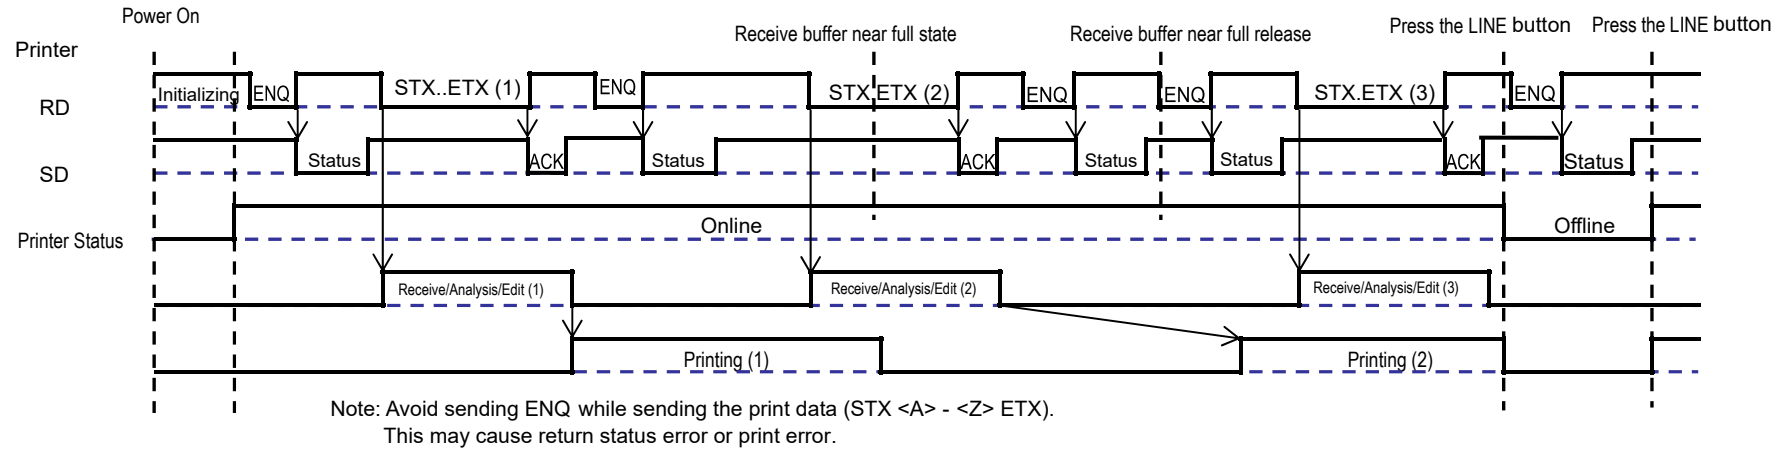 Power On
Receive buffer near full state
Receive buffer near full release
Press the LINE button
Press the LINE button
Printer
Initializing
ENQ
STX..ETX (1)
ENQ
STX.ETX (2)
ENQ
ENQ
STX.ETX (3)
ENQ
RD
Status
ACK
Status
ACK
Status
Status
ACK
Status
SD
Online
Offline
Printer Status
Receive/Analysis/Edit (1)
Receive/Analysis/Edit (2)
Receive/Analysis/Edit (3)
Printing (1)
Printing (2)
Note: Avoid sending ENQ while sending the print data (STX <A> - <Z> ETX).
This may cause return status error or print error.